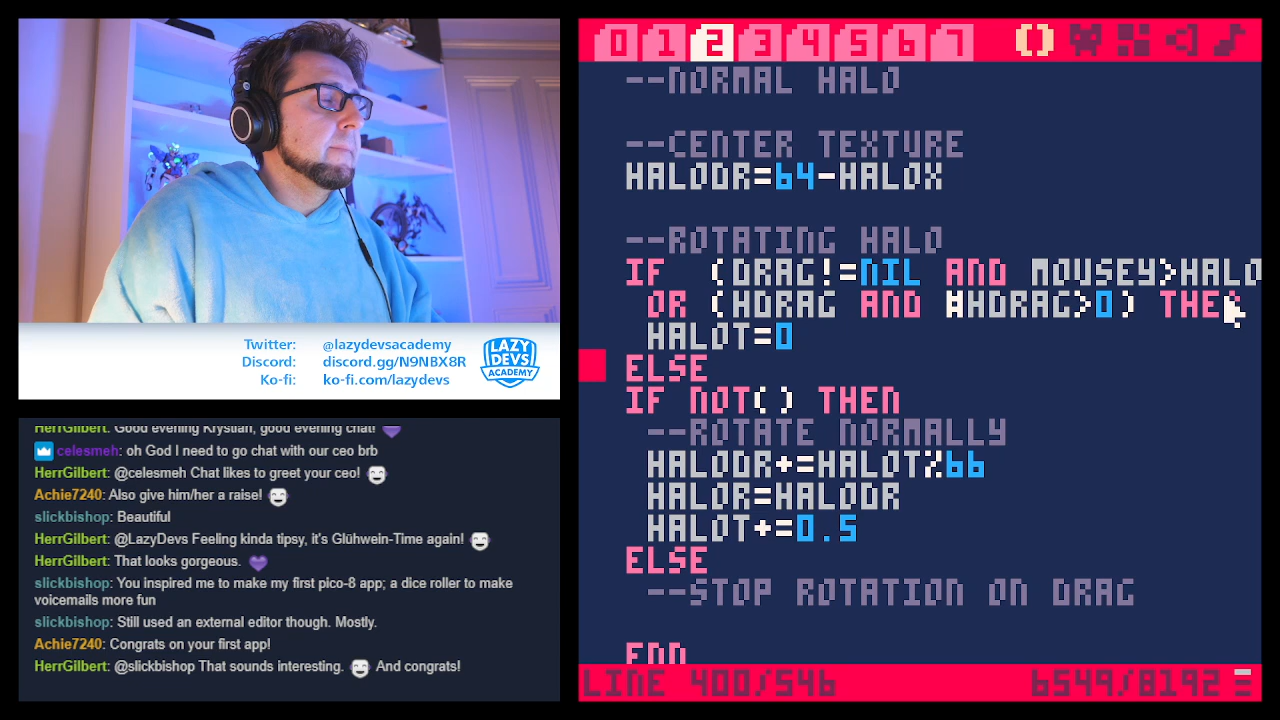 Twitter: @lazydevsacademy
Discord: discord.gg/N9NBX8R
Ko-fi: ko-fi.com/lazydevs
LAZY
DEVS
ACADEMY
HerrGilbert: Good evening Krystian, good evening chat!
celesmeh: oh God I need to go chat with our ceo brb
HerrGilbert: @celesmeh Chat likes to greet your ceo!
Achie7240: Also give him/her a raise!
slickbishop: Beautiful
HerrGilbert: @LazyDevs Feeling kinda tipsy, it's Glühwein-Time again!
HerrGilbert: That looks gorgeous.
slickbishop: You inspired me to make my first pico-8 app; a dice roller to make
voicemails more fun
slickbishop: Still used an external editor though. Mostly.
Achie7240: Congrats on your first app!
HerrGilbert: @slickbishop That sounds interesting. And congrats!
0 1 2 3 4 5 6 7 ()
--NORMAL HALO
--CENTER TEXTURE
HALODR=64-HALOX
--ROTATING HALO
IF (DRAG!=NIL AND MOUSEY>HALO
OR (HDRAG AND #HDRAG>0) THE
HALOT=0
ELSE
IF NOT() THEN
--ROTATE NORMALLY
HALODR+=HALOT%66
HALOR=HALODR
HALOT+=0.5
ELSE
--STOP ROTATION ON DRAG
END
LINE 400/546 6549/8192